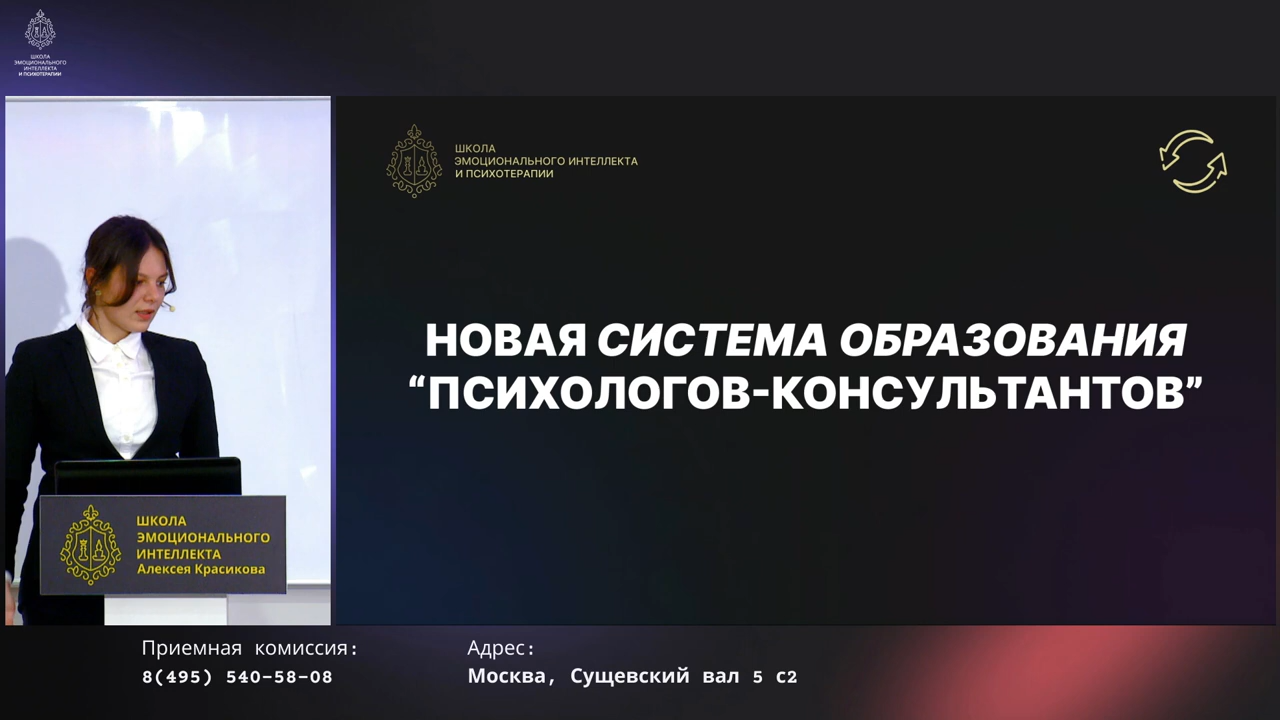 ШКОЛА
ЭМОЦИОНАЛЬНОГО
ИНТЕЛЛЕКТА
И ПСИХОТЕРАПИИ
ШКОЛА
ЭМОЦИОНАЛЬНОГО ИНТЕЛЛЕКТА
И ПСИХОТЕРАПИИ
НОВАЯ СИСТЕМА ОБРАЗОВАНИЯ
“ПСИХОЛОГОВ-КОНСУЛЬТАНТОВ”
ШКОЛА
ЭМОЦИОНАЛЬНОГО
ИНТЕЛЛЕКТА
Алексея Красикова
Приемная комиссия:
8(495) 540-58-08
Адрес:
Москва, Сущевский вал 5 с2